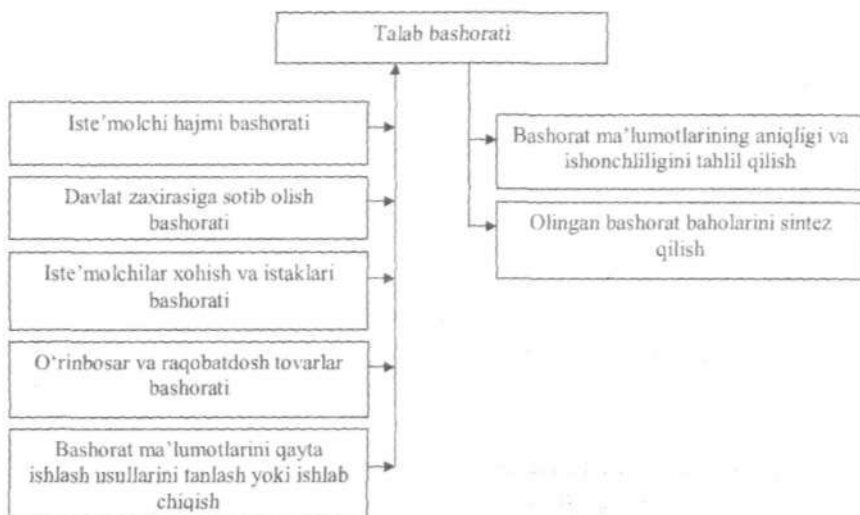 Talab bashorati
Iste’molchi hajmi bashorati
Davlat zaxirasiga sotib olish
bashorati
Iste’molchilar xohish va istaklari
bashorati
O‘rinbosar va raqobatdosh tovarlar
bashorati
Bashorat ma’lumotlarini qayta
ishlash usullarini tanlash yoki ishlab
chiqish
Bashorat ma’lumotlarining aniqligi va
ishonchliligini tahlil qilish
Olingan bashorat baholarini sintez
qilish